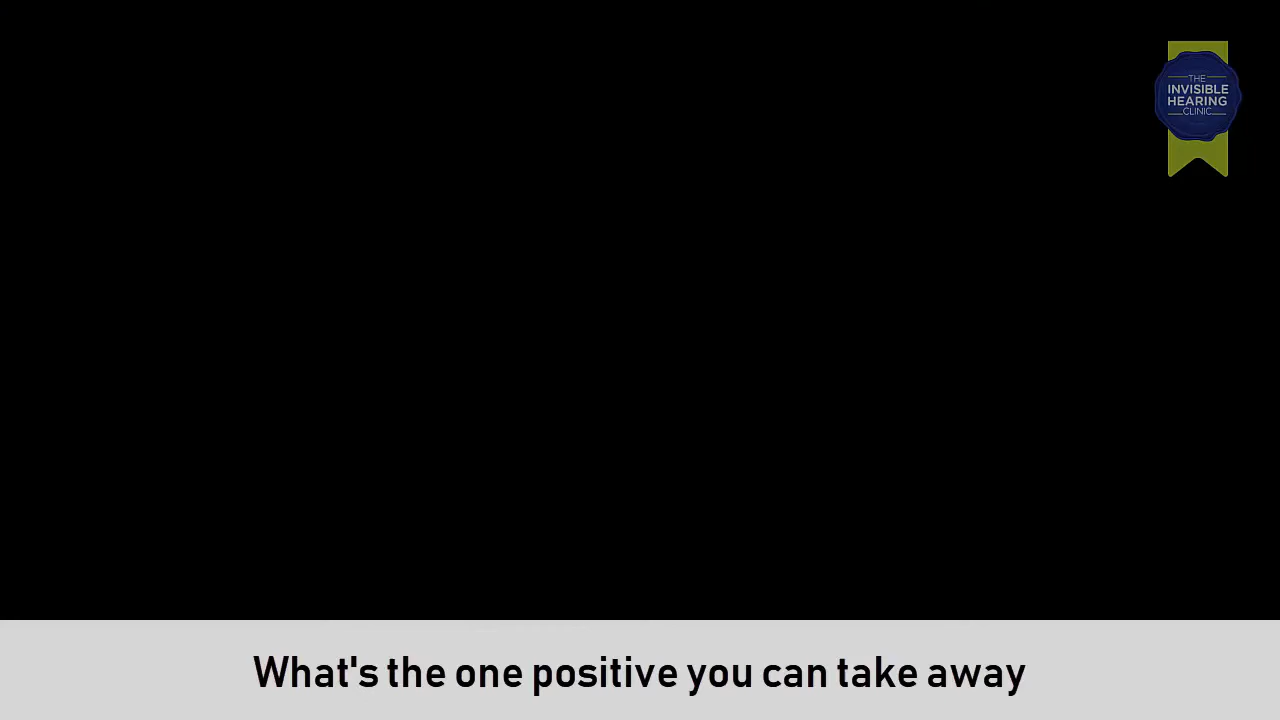 THE
INVISIBLE
HEARING
CLINIC
What's the one positive you can take away